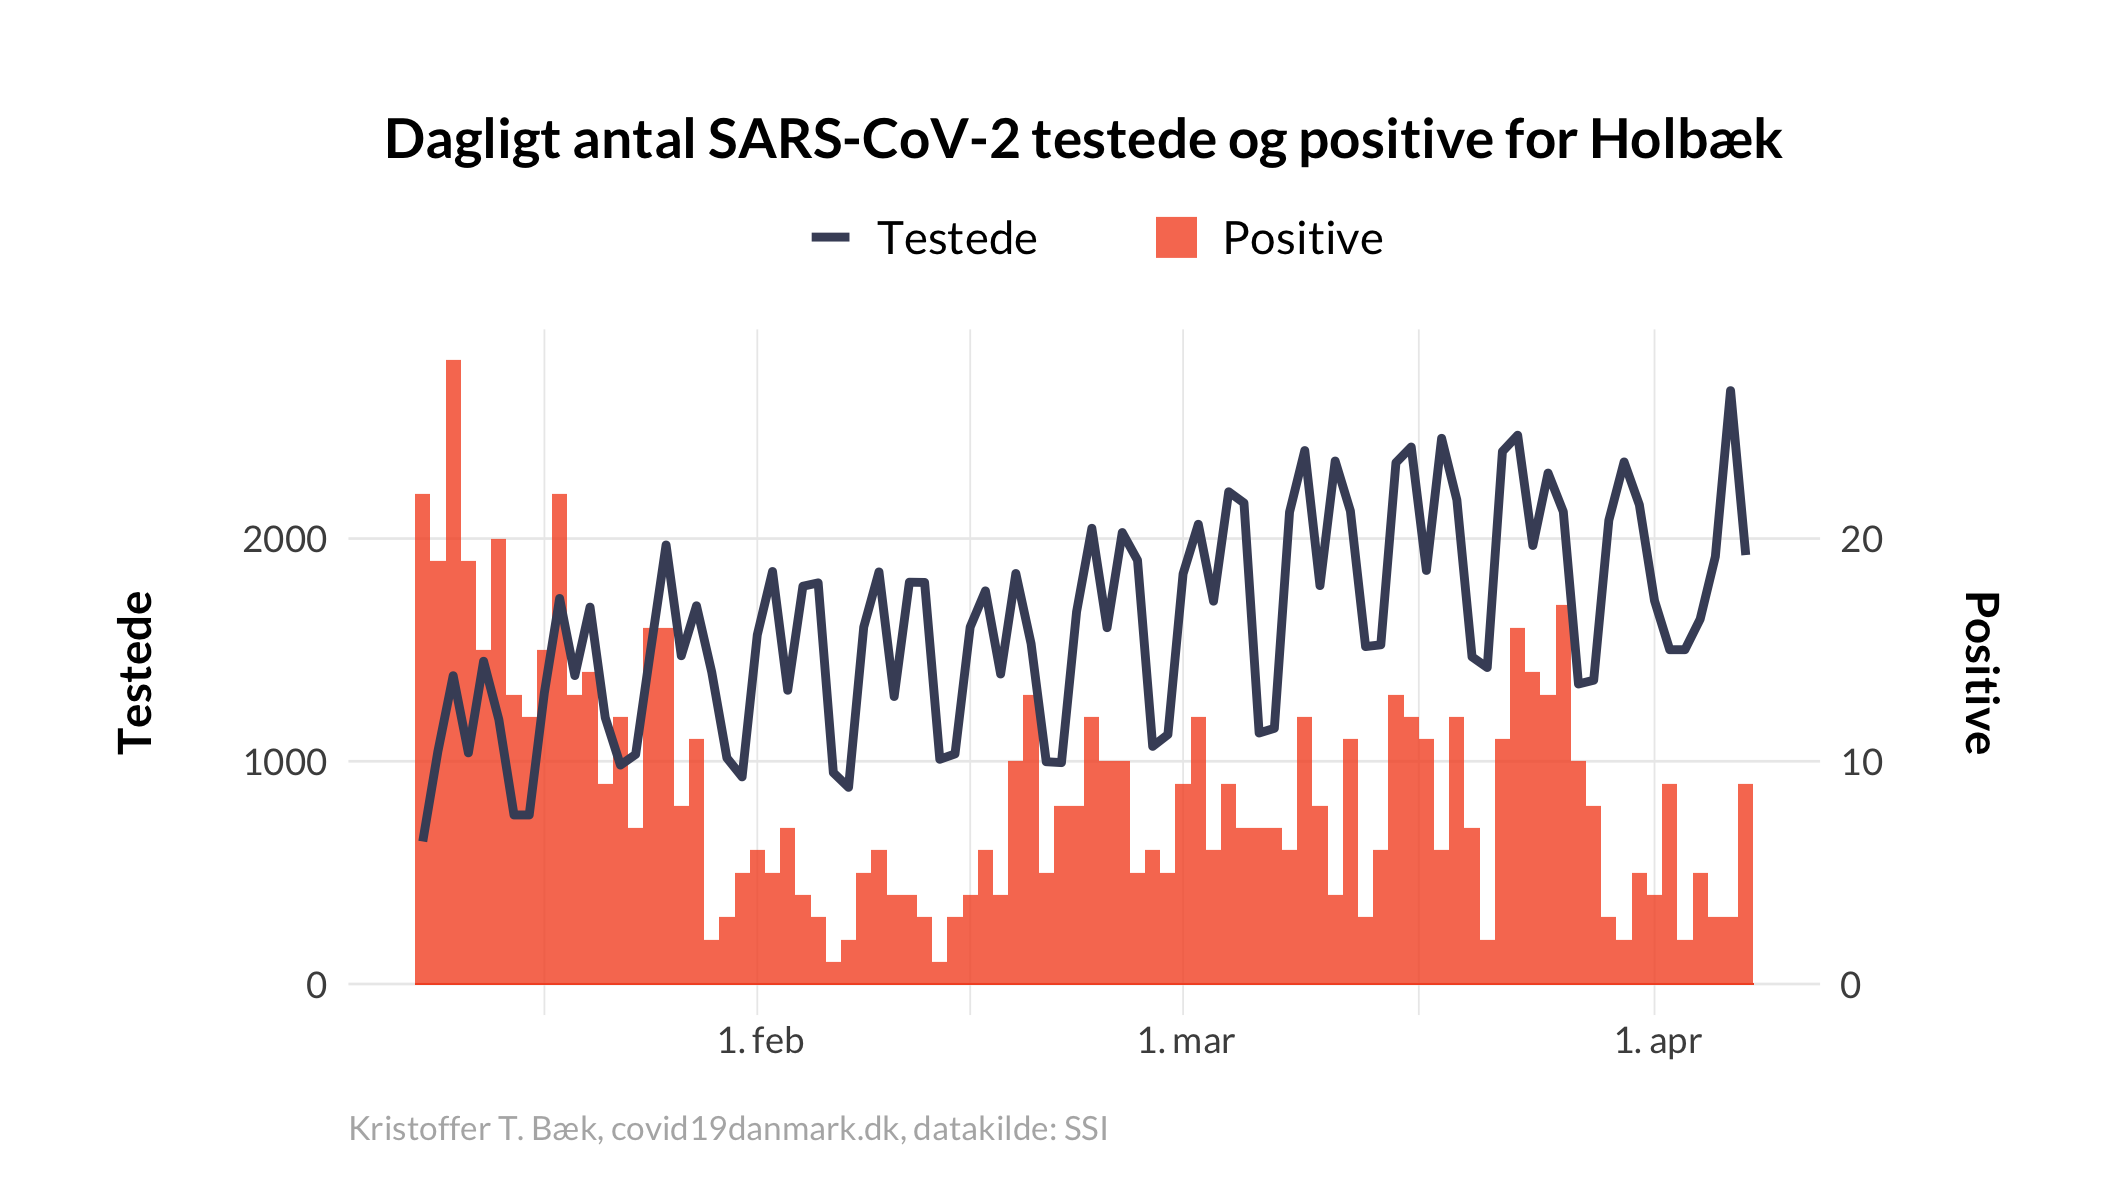 Dagligt antal SARS-CoV-2 testede og positive for Holbæk
Testede
Positive
2000
1000
0
Testede
20
10
0
Positive
1. feb
1. mar
1. apr
Kristoffer T. Bæk, covid19danmark.dk, datakilde: SSI